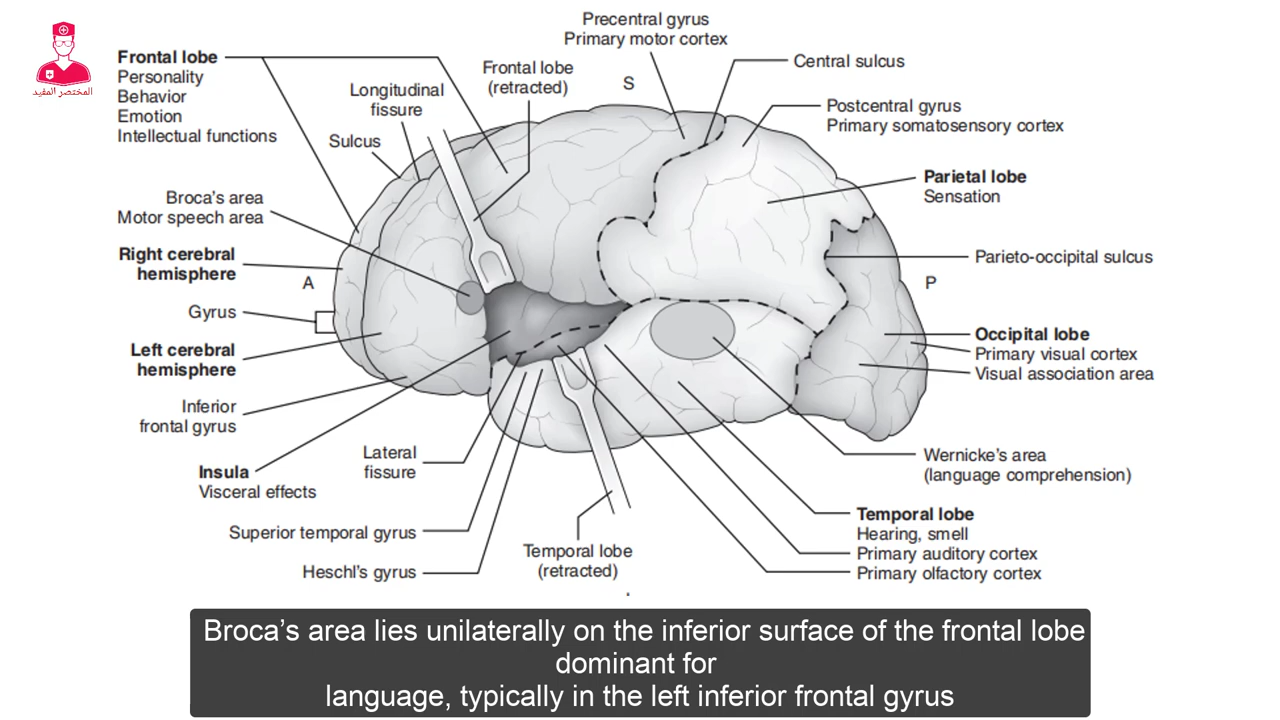 المختصر المفيد
Precentral gyrus
Primary motor cortex
Frontal lobe
Personality
Behavior
Emotion
Intellectual functions
Longitudinal
fissure
Sulcus
Frontal lobe
(retracted)
S
Central sulcus
Postcentral gyrus
Primary somatosensory cortex
Parietal lobe
Sensation
Broca's area
Motor speech area
Right cerebral
hemisphere
A
Gyrus
Left cerebral
hemisphere
Inferior
frontal gyrus
Insula
Visceral effects
Lateral
fissure
Superior temporal gyrus
Heschl's gyrus
Temporal lobe
(retracted)
Parieto-occipital sulcus
P
Occipital lobe
Primary visual cortex
Visual association area
Wernicke's area
(language comprehension)
Temporal lobe
Hearing, smell
Primary auditory cortex
Primary olfactory cortex
Broca's area lies unilaterally on the inferior surface of the frontal lobe
dominant for
language, typically in the left inferior frontal gyrus